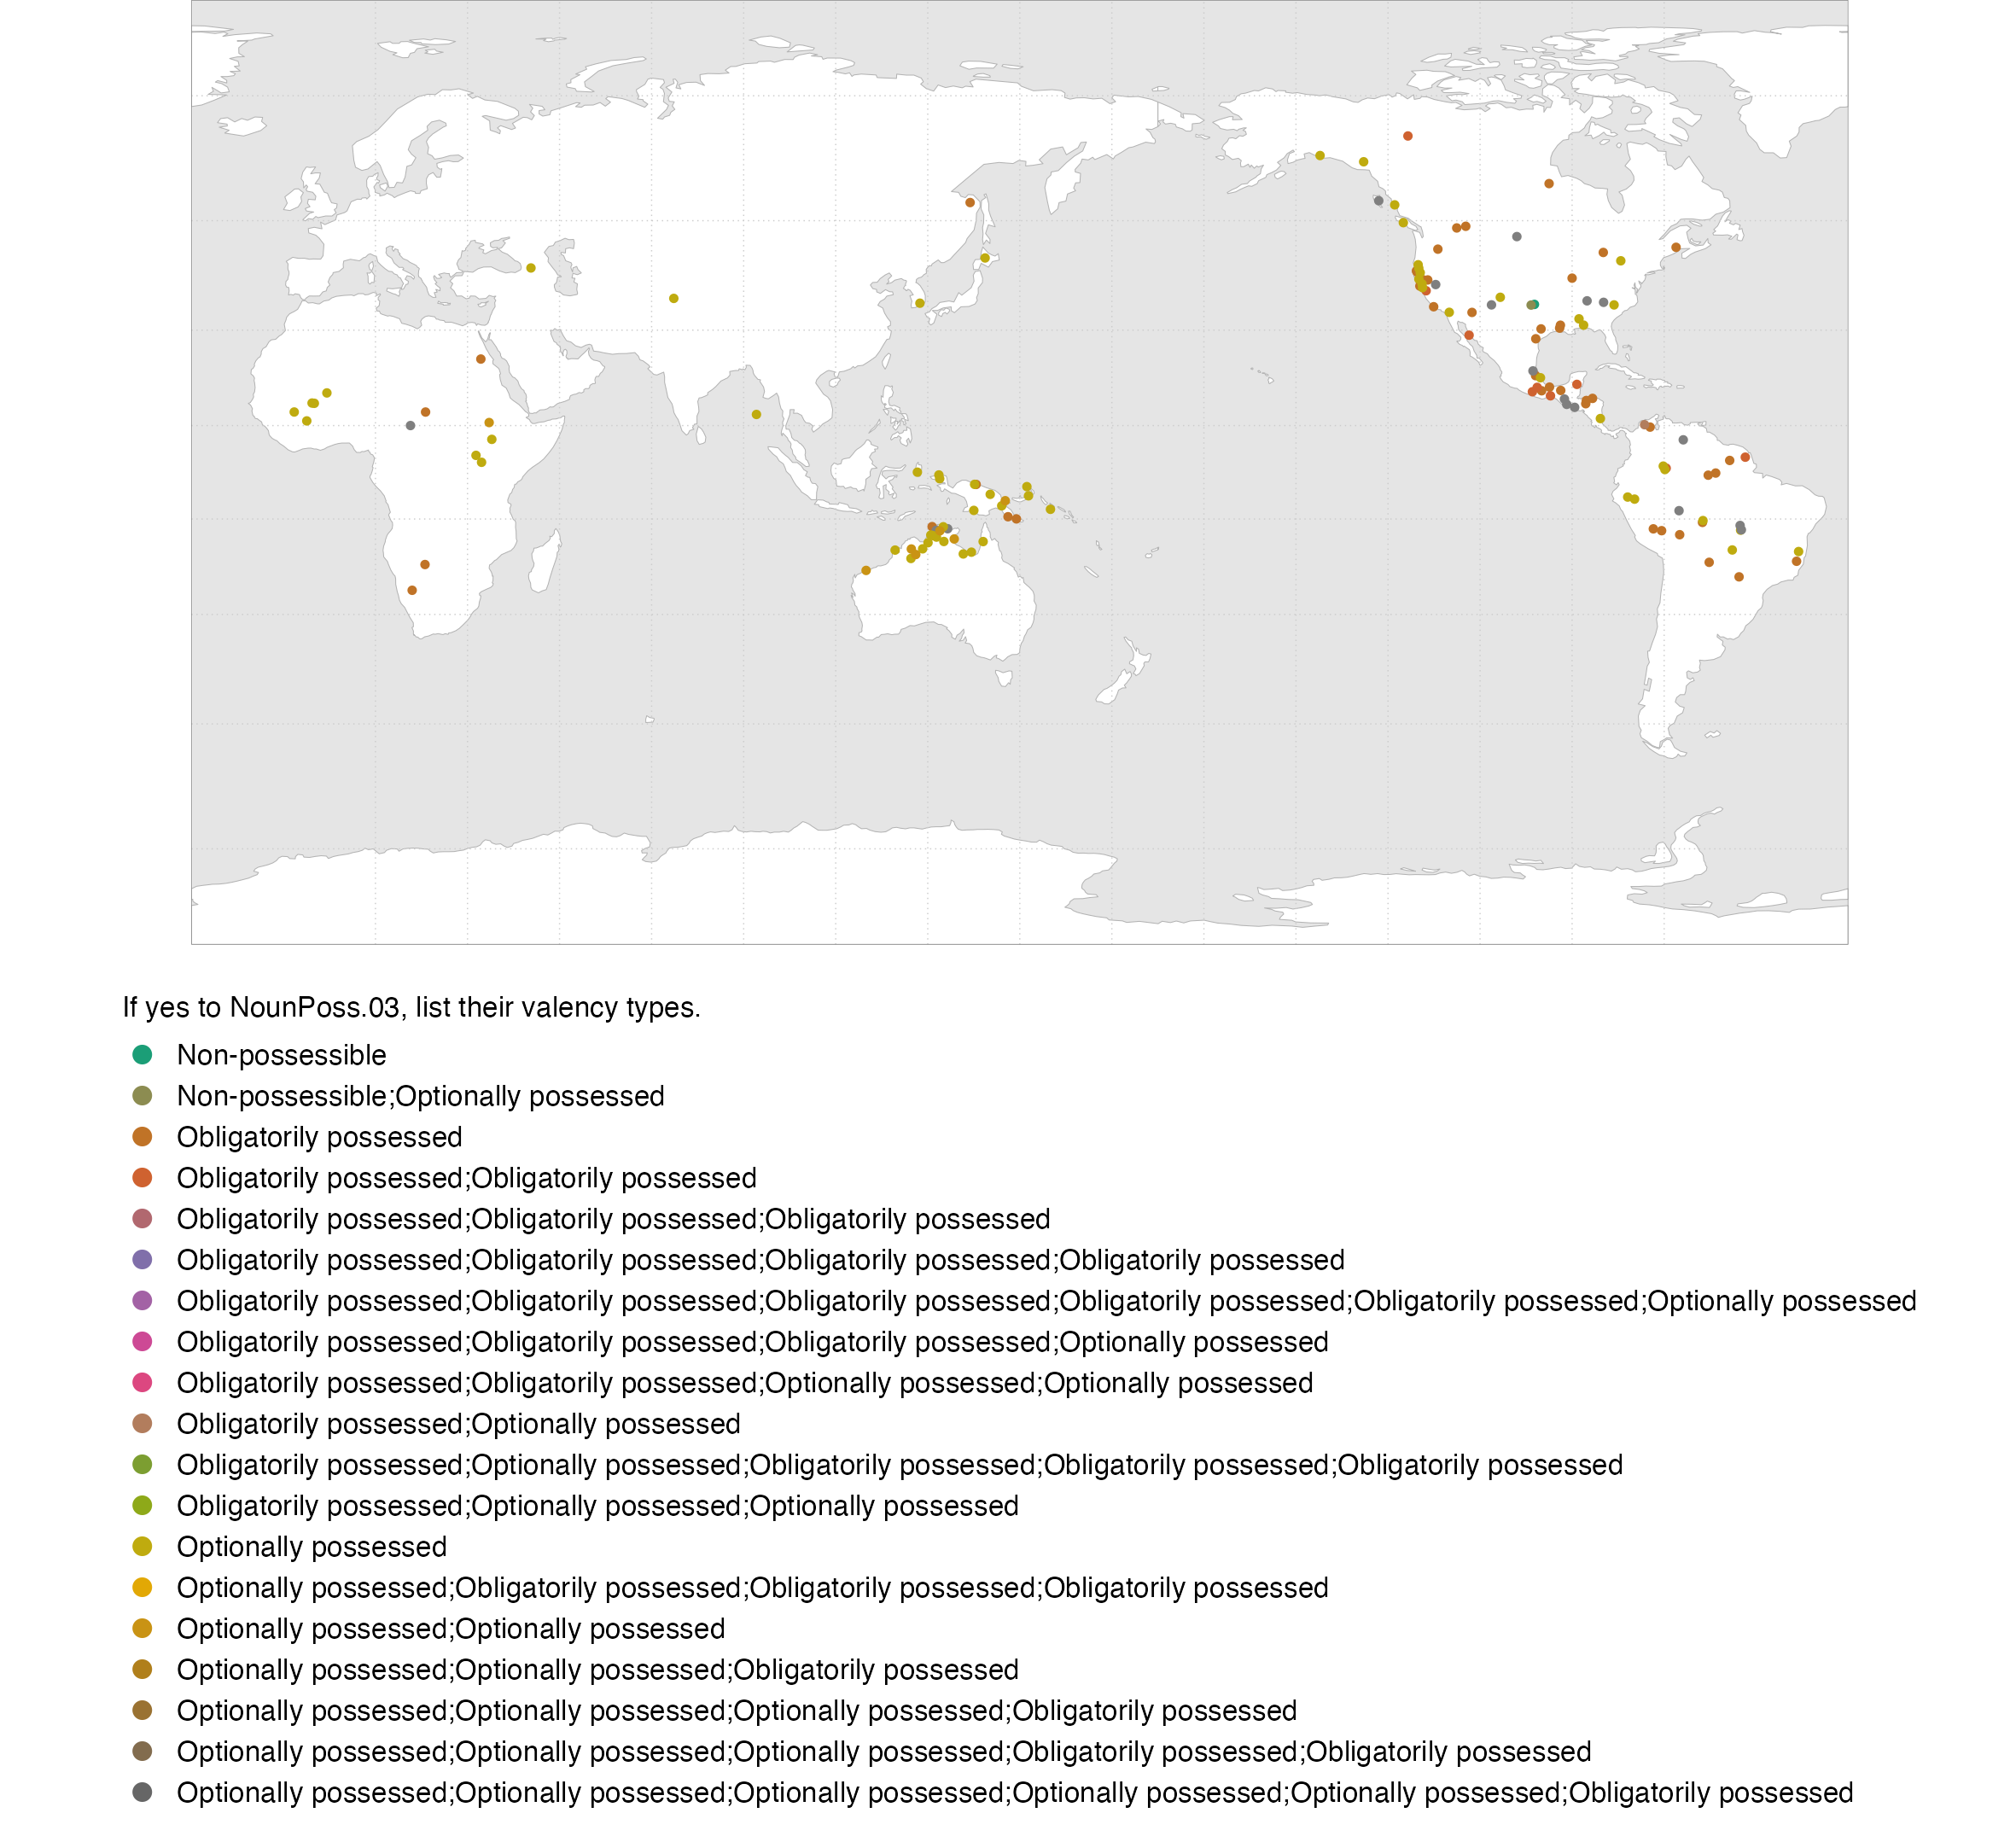 If yes to NounPoss.03, list their valency types.
Non-possessible
Non-possessible;Optionally possessed
Obligatorily possessed
Obligatorily possessed;Obligatorily possessed
Obligatorily possessed;Obligatorily possessed;Obligatorily possessed
Obligatorily possessed;Obligatorily possessed;Obligatorily possessed;Obligatorily possessed
Obligatorily possessed;Obligatorily possessed;Obligatorily possessed;Obligatorily possessed;Obligatorily possessed;Optionally possessed
Obligatorily possessed;Obligatorily possessed;Obligatorily possessed;Optionally possessed
Obligatorily possessed;Obligatorily possessed;Optionally possessed;Optionally possessed
Obligatorily possessed;Optionally possessed
Obligatorily possessed;Optionally possessed;Obligatorily possessed;Obligatorily possessed;Obligatorily possessed
Obligatorily possessed;Optionally possessed;Optionally possessed
Optionally possessed
Optionally possessed;Obligatorily possessed;Obligatorily possessed;Obligatorily possessed
Optionally possessed;Optionally possessed
Optionally possessed;Optionally possessed;Obligatorily possessed
Optionally possessed;Optionally possessed;Optionally possessed;Obligatorily possessed
Optionally possessed;Optionally possessed;Optionally possessed;Obligatorily possessed;Obligatorily possessed
Optionally possessed;Optionally possessed;Optionally possessed;Optionally possessed;Optionally possessed;Obligatorily possessed